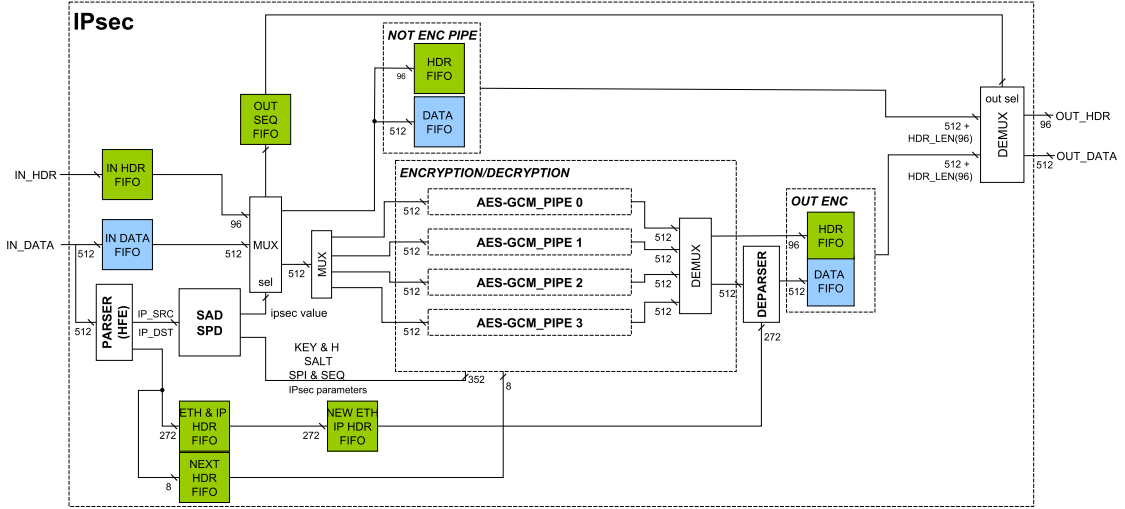 IPsec
NOT ENC PIPE
HDR
FIFO
96
DATA
FIFO
512
OUT
SEQ
FIFO
out sel
DEMUX
512 +
HDR_LEN(96)
512 +
HDR_LEN(96)
96
OUT_HDR
512
OUT_DATA
IN_HDR
IN HDR
FIFO
96
IN_DATA
512
IN DATA
FIFO
512
MUX
sel
ipsec value
512
MUX
ENCRYPTION/DECRYPTION
512
AES-GCM_PIPE 0
512
512
AES-GCM_PIPE 1
512
512
AES-GCM_PIPE 2
512
512
AES-GCM_PIPE 3
512
DEMUX
512
DEPARSER
272
OUT ENC
96
HDR
FIFO
512
DATA
FIFO
512
PARSER
(HFE)
IP_SRC
IP_DST
SAD
SPD
KEY & H
SALT
SPI & SEQ
IPsec parameters
352
8
272
ETH & IP
HDR
FIFO
272
NEW ETH
IP HDR
FIFO
8
NEXT
HDR
FIFO